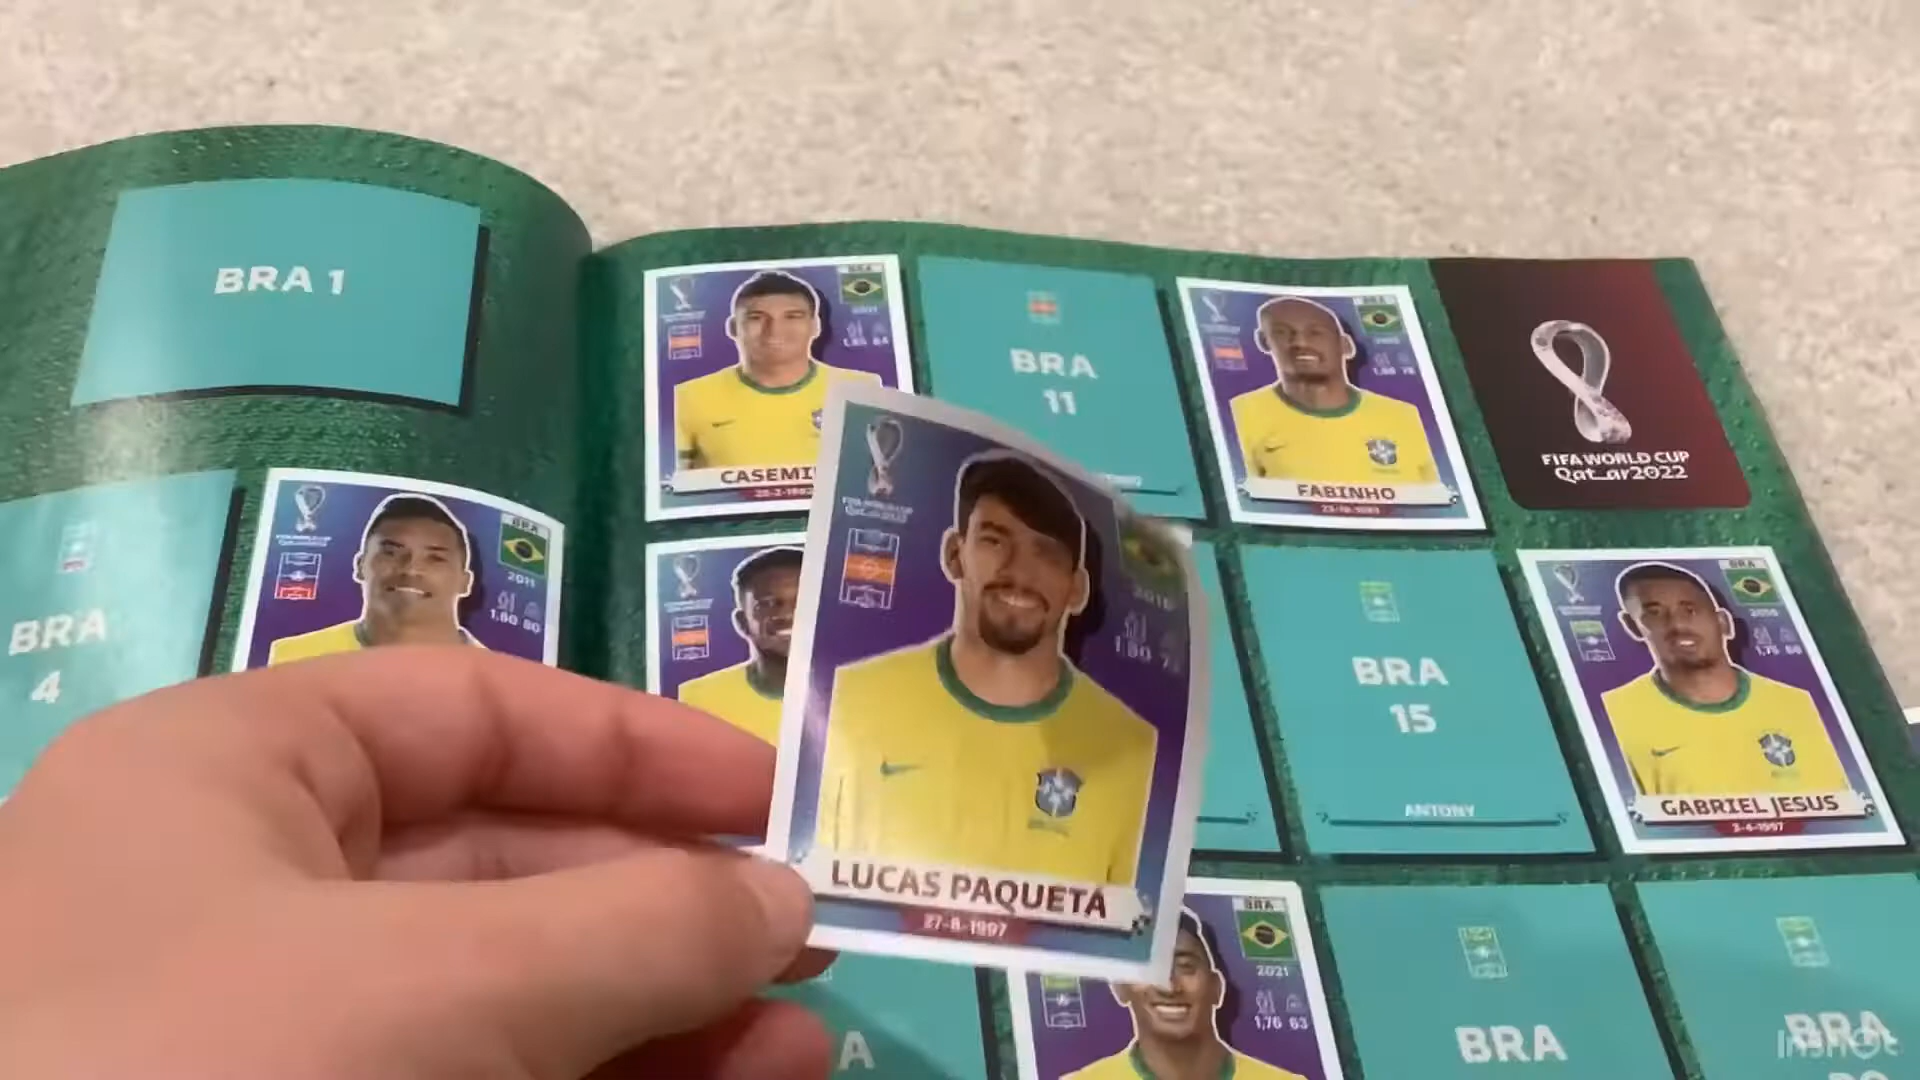 BRA 1
BRA
4
BRA
2011
1,80 80
BRA
CASEMI
BRA
11
BRA
FABINHO
FIFA WORLD CUP
Qatar2022
LUCAS PAQUETÁ
27-8-1997
1,80
BRA
15
ANTONY
BRA
1,75
GABRIEL JESUS
3-4-1997
BRA
2021
1,76 63
A
BRA
BRA
InShOt